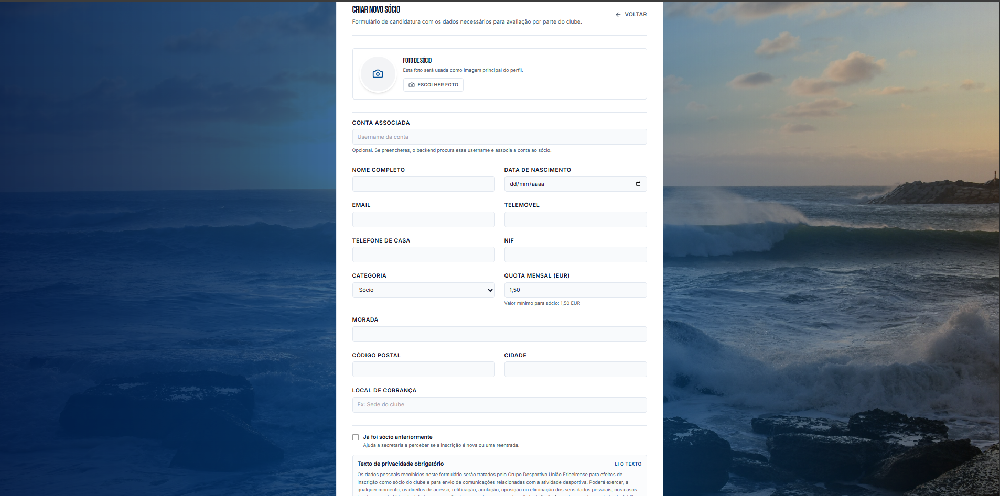 CRIAR NOVO SÓCIO
← VOLTAR
Formulário de candidatura com os dados necessários para avaliação por parte do clube.
FOTO DE SÓCIO
Esta foto será usada como imagem principal do perfil.
ESCOLHER FOTO
CONTA ASSOCIADA
Username da conta
Opcional. Se preencheres, o backend procura esse username e associa a conta ao sócio.
NOME COMPLETO
DATA DE NASCIMENTO
dd/mm/aaaa
EMAIL
TELEMÓVEL
TELEFONE DE CASA
NIF
CATEGORIA
QUOTA MENSAL (EUR)
Sócio
1,50
Valor mínimo para sócio: 1,50 EUR
MORADA
CÓDIGO POSTAL
CIDADE
LOCAL DE COBRANÇA
Ex: Sede do clube
Já foi sócio anteriormente
Ajuda a secretaria a perceber se a inscrição é nova ou uma reentrada.
Texto de privacidade obrigatório
LI O TEXTO
Os dados pessoais recolhidos neste formulário serão tratados pelo Grupo Desportivo União Ericeirense para efeitos de
inscrição como sócio do clube e para envio de comunicações relacionadas com a atividade desportiva. Poderá exercer, a
qualquer momento, os direitos de acesso, retificação, anulação, oposição ou eliminação dos seus dados pessoais, nos casos